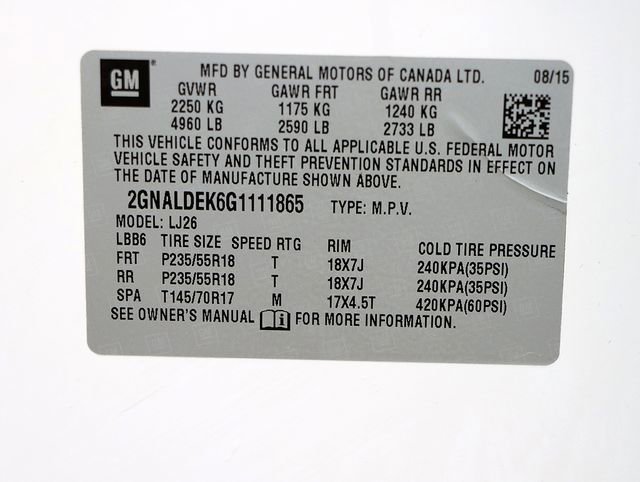 GM
MFD BY GENERAL MOTORS OF CANADA LTD. 08/15
GVWR GAWR FRT GAWR RR
2250 KG 1175 KG 1240 KG
4960 LB 2590 LB 2733 LB
THIS VEHICLE CONFORMS TO ALL APPLICABLE U.S. FEDERAL MOTOR
VEHICLE SAFETY AND THEFT PREVENTION STANDARDS IN EFFECT ON
THE DATE OF MANUFACTURE SHOWN ABOVE.
2GNALDEK6G1111865 TYPE: M.P.V.
MODEL: LJ26
LBB6 TIRE SIZE SPEED RTG RIM COLD TIRE PRESSURE
FRT P235/55R18 T 18X7J 240KPA(35PSI)
RR P235/55R18 T 18X7J 240KPA(35PSI)
SPA T145/70R17 M 17X4.5T 420KPA(60PSI)
SEE OWNER'S MANUAL FOR MORE INFORMATION.